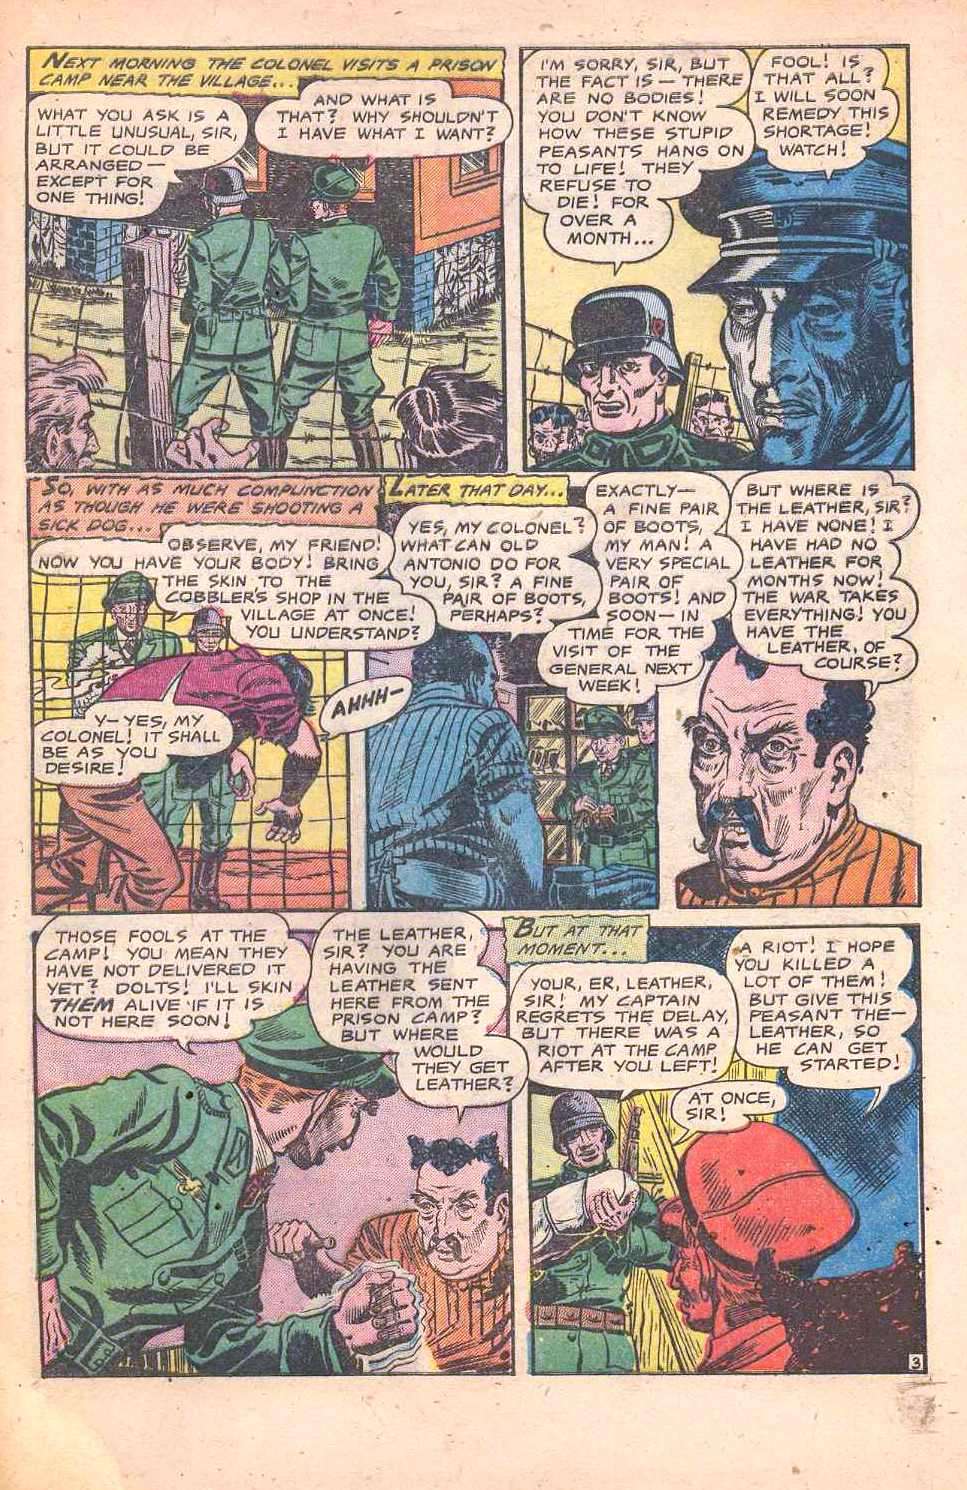 NEXT MORNING THE COLONEL VISITS A PRISON
CAMP NEAR THE VILLAGE...
WHAT YOU ASK IS A
LITTLE UNUSUAL, SIR,
BUT IT COULD BE
ARRANGED—
EXCEPT FOR
ONE THING!
AND WHAT IS
THAT? WHY SHOULDN'T
I HAVE WHAT I WANT?
I'M SORRY, SIR, BUT
THE FACT IS — THERE
ARE NO BODIES!
YOU DON'T KNOW
HOW THESE STUPID
PEASANTS HANG ON
TO LIFE! THEY
REFUSE TO
DIE! FOR
OVER A
MONTH...
FOOL! IS
THAT ALL?
I WILL SOON
REMEDY THIS
SHORTAGE!
WATCH!
SO, WITH AS MUCH COMPUNCTION
AS THOUGH HE WERE SHOOTING A
SICK DOG...
OBSERVE, MY FRIEND!
NOW YOU HAVE YOUR BODY! BRING
THE SKIN TO THE
COBBLER'S SHOP IN THE
VILLAGE AT ONCE!
YOU UNDERSTAND?
Y-YES, MY
COLONEL! IT SHALL
BE AS YOU
DESIRE!
AHHH-
LATER THAT DAY...
YES, MY COLONEL?
WHAT CAN OLD
ANTONIO DO FOR
YOU, SIR? A FINE
PAIR OF BOOTS,
PERHAPS?
EXACTLY—
A FINE PAIR
OF BOOTS,
MY MAN! A
VERY SPECIAL
PAIR OF
BOOTS! AND
SOON—IN
TIME FOR THE
VISIT OF THE
GENERAL NEXT
WEEK!
BUT WHERE IS
THE LEATHER, SIR?
I HAVE NONE! I
HAVE HAD NO
LEATHER FOR
MONTHS NOW!
THE WAR TAKES
EVERYTHING! YOU
HAVE THE
LEATHER, OF
COURSE?
THOSE FOOLS AT THE
CAMP! YOU MEAN THEY
HAVE NOT DELIVERED IT
YET? DOLTS! I'LL SKIN
THEM ALIVE IF IT IS
NOT HERE SOON!
THE LEATHER,
SIR? YOU ARE
HAVING THE
LEATHER SENT
HERE FROM THE
PRISON CAMP?
BUT WHERE
WOULD
THEY GET
LEATHER?
BUT AT THAT
MOMENT...
YOUR, ER, LEATHER,
SIR! MY CAPTAIN
REGRETS THE DELAY,
BUT THERE WAS A
RIOT AT THE CAMP
AFTER YOU LEFT!
A RIOT! I HOPE
YOU KILLED A
LOT OF THEM!
BUT GIVE THIS
PEASANT THE—
LEATHER, SO
HE CAN GET
STARTED!
AT ONCE,
SIR!
3